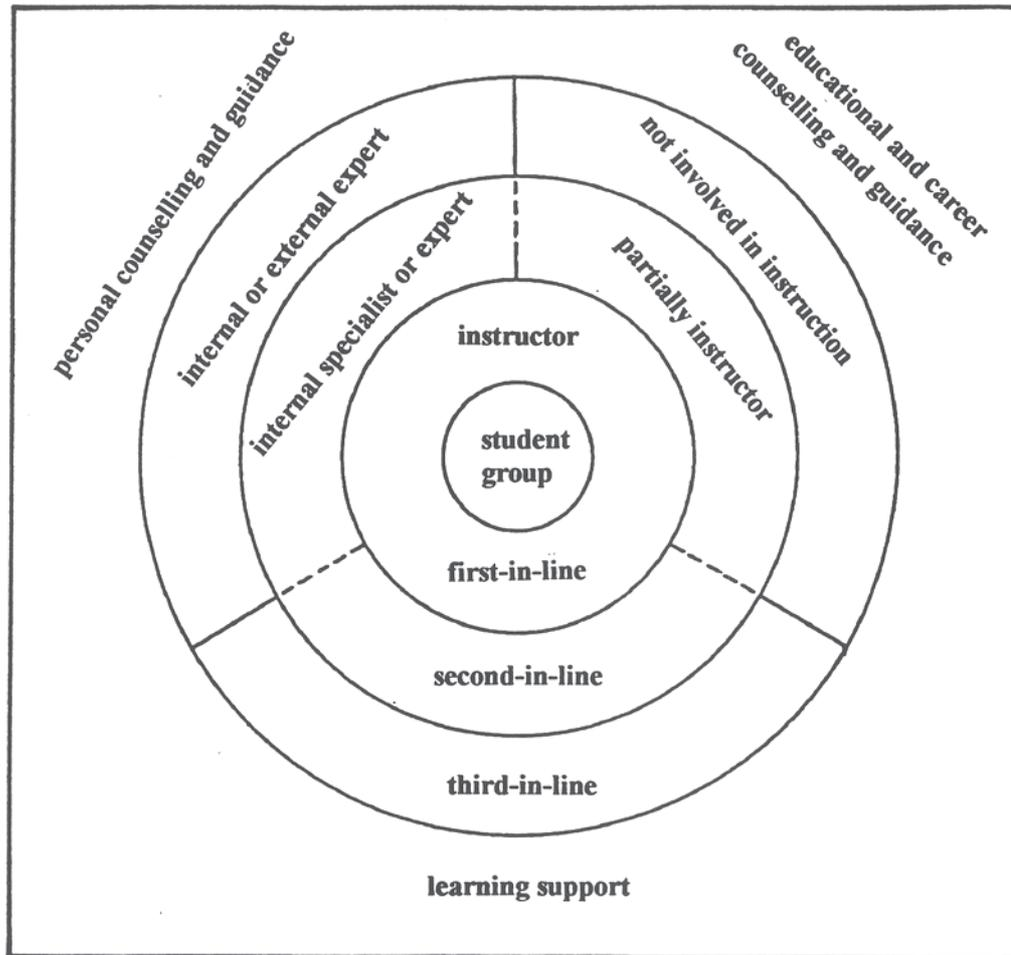 personal counselling and guidance
educational and career
counselling and guidance
internal or external expert
not involved in instruction
internal specialist or expert
partially instructor
instructor
student
group
first-in-line
second-in-line
third-in-line
learning support